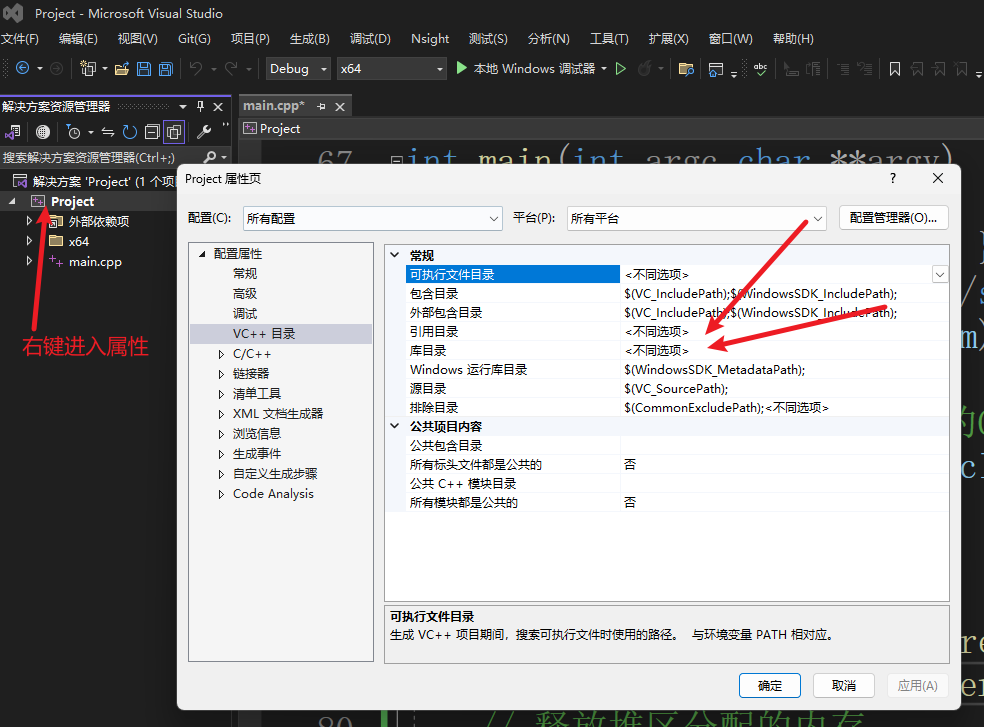 Project - Microsoft Visual Studio
文件(F) 编辑(E) 视图(V) Git(G) 项目(P) 生成(B) 调试(D) Nsight 测试(S) 分析(N) 工具(T) 扩展(X) 窗口(W) 帮助(H)
Debug x64 本地 Windows 调试器
解决方案资源管理器
main.cpp*
Project
搜索解决方案资源管理器(Ctrl+;)
67 int main(int argc, char **argv)
解决方案 'Project' (1 个项
Project
外部依赖项
x64
main.cpp
右键进入属性
Project 属性页
配置(C): 所有配置 平台(P): 所有平台 配置管理器(O)...
配置属性
常规
高级
调试
VC++ 目录
C/C++
链接器
清单工具
XML 文档生成器
浏览信息
生成事件
自定义生成步骤
Code Analysis
常规
可执行文件目录 <不同选项>
包含目录 $(VC_IncludePath);$(WindowsSDK_IncludePath);
外部包含目录 $(VC_IncludePath);$(WindowsSDK_IncludePath);
引用目录 <不同选项>
库目录 <不同选项>
Windows 运行库目录 $(WindowsSDK_MetadataPath);
源目录 $(VC_SourcePath);
排除目录 $(CommonExcludePath);<不同选项>
公共项目内容
公共包含目录
所有标头文件都是公共的 否
公共 C++ 模块目录
所有模块都是公共的 否
可执行文件目录
生成 VC++ 项目期间，搜索可执行文件时使用的路径。 与环境变量 PATH 相对应。
确定 取消 应用(A)
80 // 释放堆区分配的内存